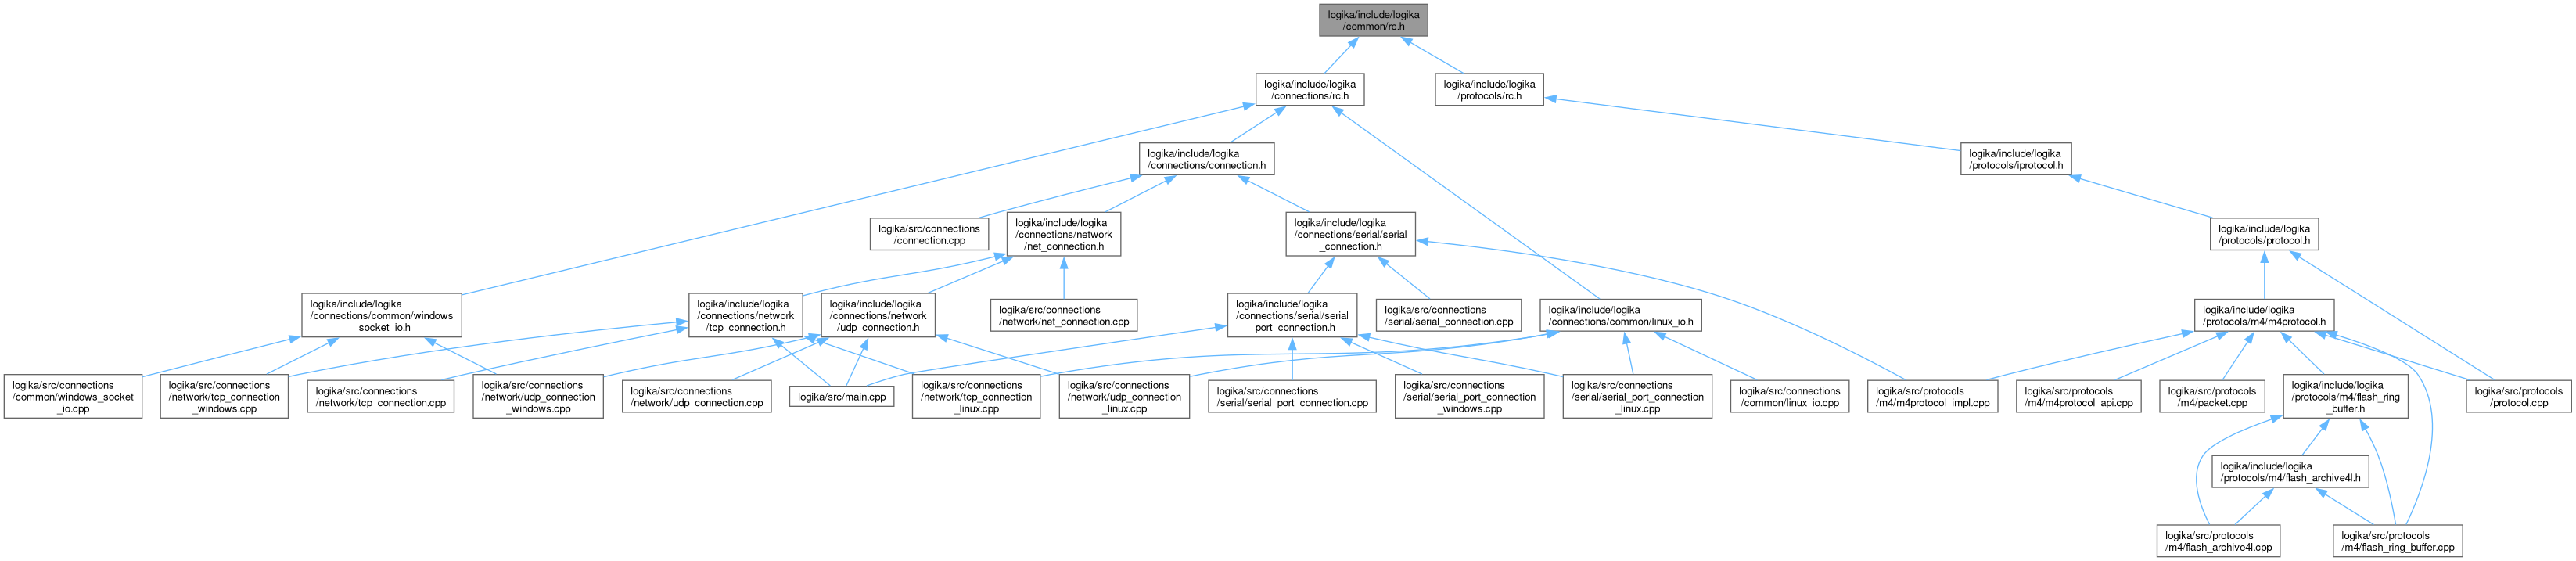 logika/include/logika
/common/rc.h
logika/include/logika
/connections/rc.h
logika/include/logika
/protocols/rc.h
logika/include/logika
/connections/connection.h
logika/include/logika
/protocols/iprotocol.h
logika/src/connections
/connection.cpp
logika/include/logika
/connections/network
/net_connection.h
logika/include/logika
/connections/serial/serial
_connection.h
logika/include/logika
/protocols/protocol.h
logika/include/logika
/connections/common/windows
_socket_io.h
logika/include/logika
/connections/network
/tcp_connection.h
logika/include/logika
/connections/network
/udp_connection.h
logika/src/connections
/network/net_connection.cpp
logika/include/logika
/connections/serial/serial
_port_connection.h
logika/src/connections
/serial/serial_connection.cpp
logika/include/logika
/connections/common/linux_io.h
logika/include/logika
/protocols/m4/m4protocol.h
logika/src/connections
/common/windows_socket
_io.cpp
logika/src/connections
/network/tcp_connection
_windows.cpp
logika/src/connections
/network/tcp_connection.cpp
logika/src/connections
/network/udp_connection
_windows.cpp
logika/src/connections
/network/udp_connection.cpp
logika/src/main.cpp
logika/src/connections
/network/tcp_connection
_linux.cpp
logika/src/connections
/network/udp_connection
_linux.cpp
logika/src/connections
/serial/serial_port_connection.cpp
logika/src/connections
/serial/serial_port_connection
_windows.cpp
logika/src/connections
/serial/serial_port_connection
_linux.cpp
logika/src/connections
/common/linux_io.cpp
logika/src/protocols
/m4/m4protocol_impl.cpp
logika/src/protocols
/m4/m4protocol_api.cpp
logika/src/protocols
/m4/packet.cpp
logika/include/logika
/protocols/m4/flash_ring
_buffer.h
logika/src/protocols
/protocol.cpp
logika/include/logika
/protocols/m4/flash_archive4l.h
logika/src/protocols
/m4/flash_archive4l.cpp
logika/src/protocols
/m4/flash_ring_buffer.cpp